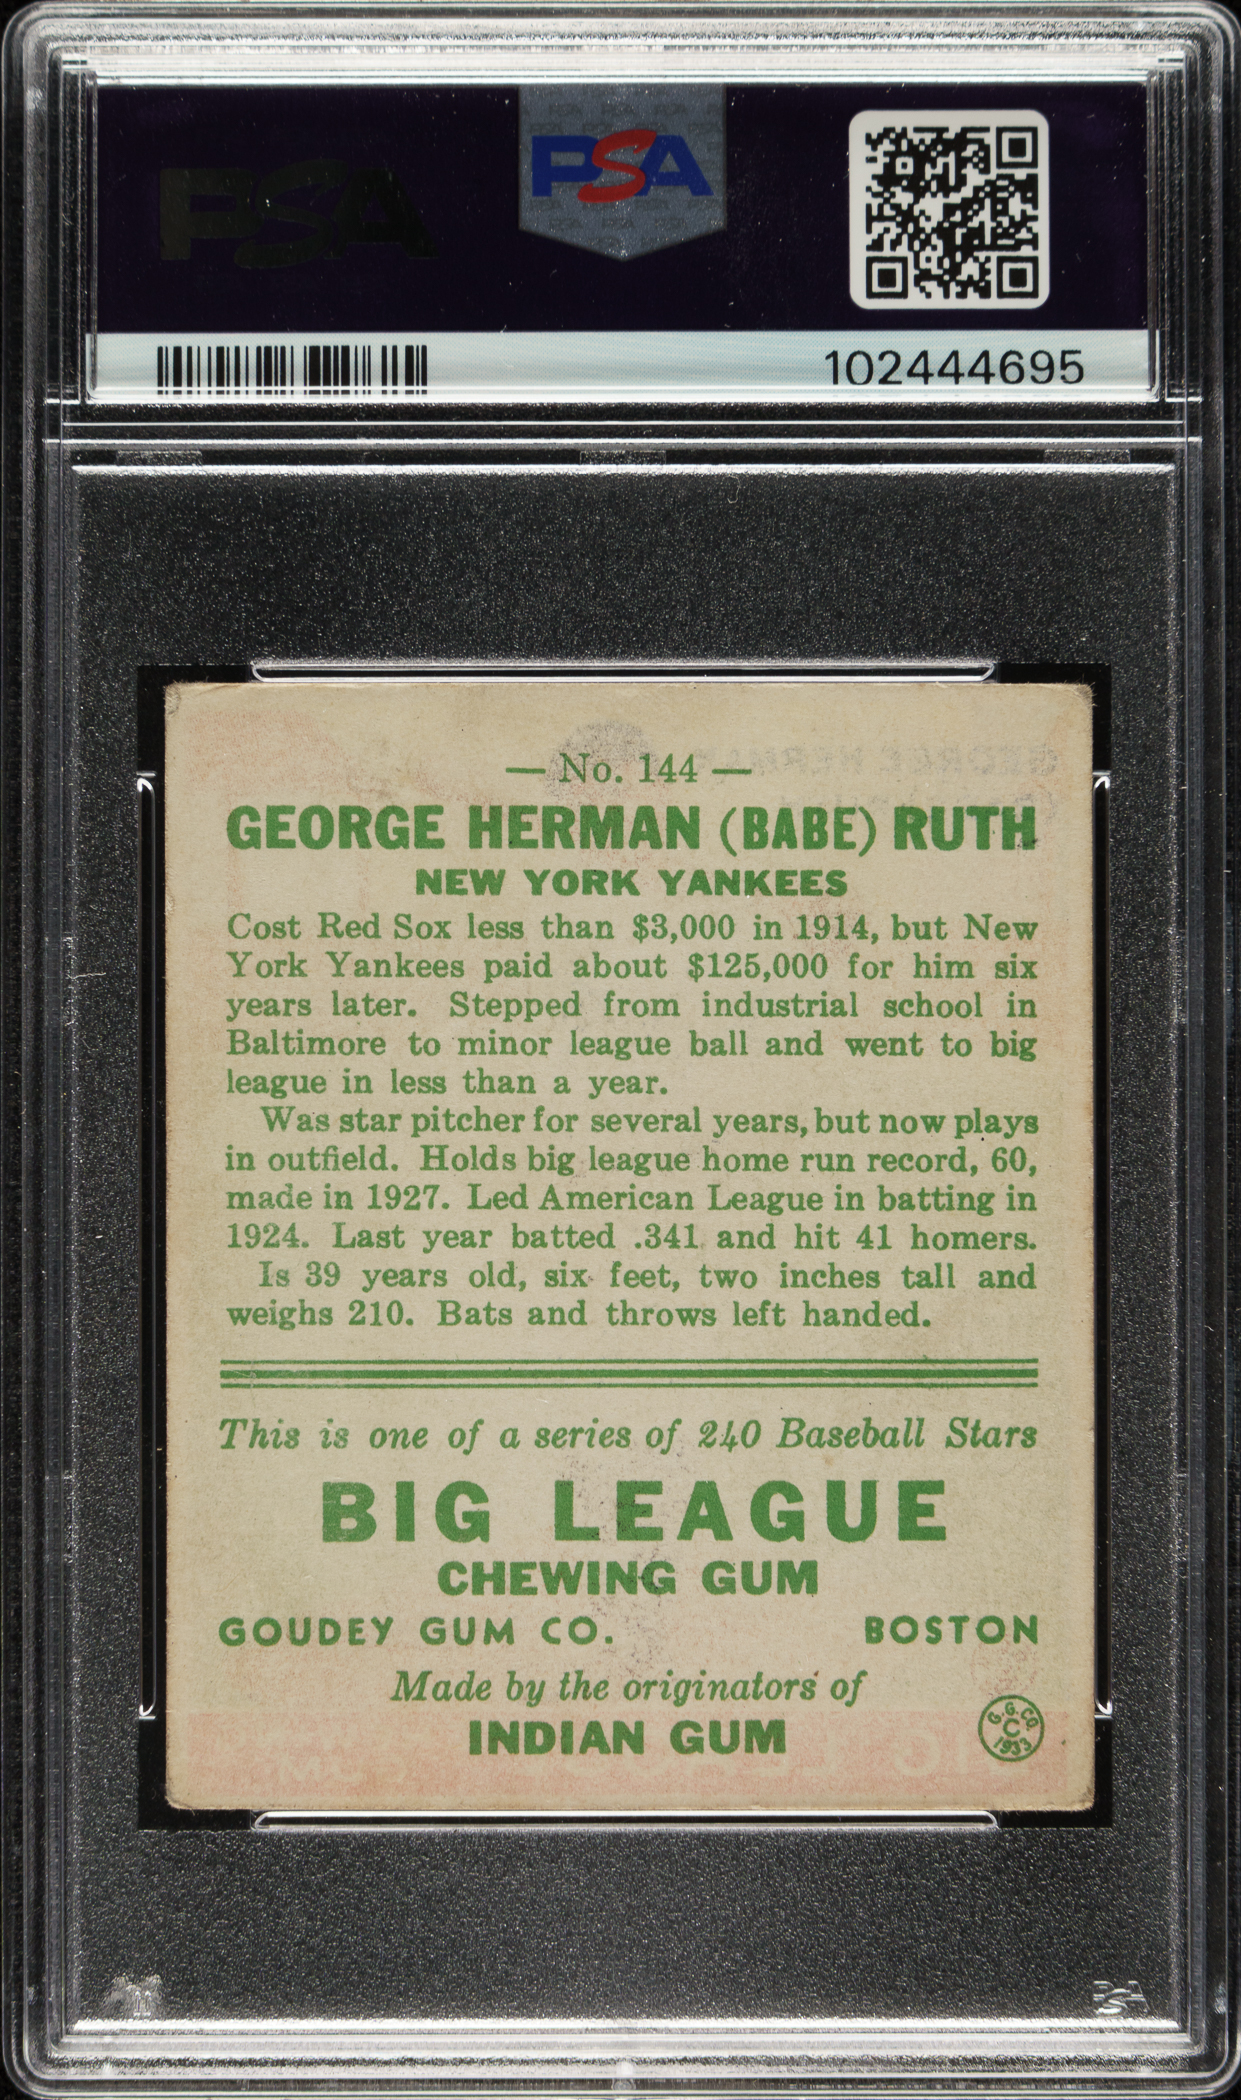 PSA
PSA
102444695
— No. 144 —
GEORGE HERMAN (BABE) RUTH
NEW YORK YANKEES
Cost Red Sox less than $3,000 in 1914, but New
York Yankees paid about $125,000 for him six
years later. Stepped from industrial school in
Baltimore to minor league ball and went to big
league in less than a year.
Was star pitcher for several years, but now plays
in outfield. Holds big league home run record, 60,
made in 1927. Led American League in batting in
1924. Last year batted .341 and hit 41 homers.
Is 39 years old, six feet, two inches tall and
weighs 210. Bats and throws left handed.
This is one of a series of 240 Baseball Stars
BIG LEAGUE
CHEWING GUM
GOUDEY GUM CO. BOSTON
Made by the originators of
INDIAN GUM
G. G. CO.
C
1933
PSA